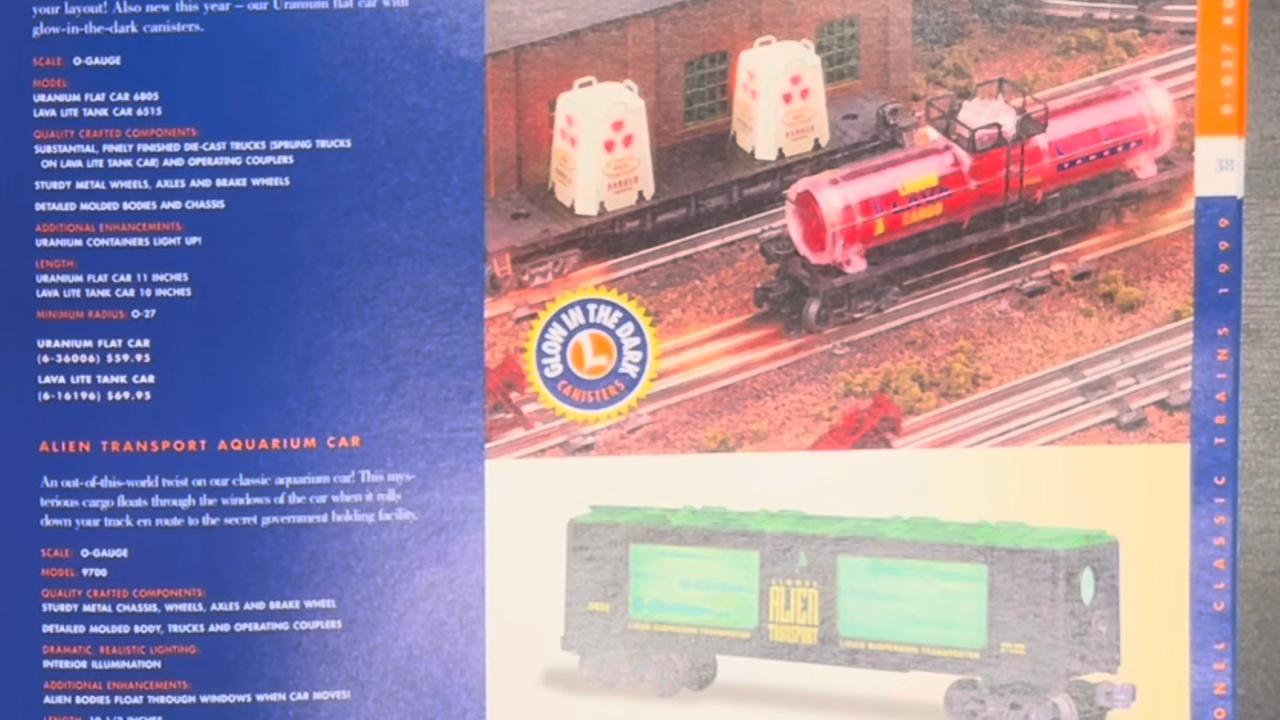 your layout! Also new this year – our Uranium flat car with
glow-in-the-dark canisters.
SCALE: O-GAUGE
MODEL:
URANIUM FLAT CAR 6805
LAVA LITE TANK CAR 6515
QUALITY CRAFTED COMPONENTS:
SUBSTANTIAL, FINELY FINISHED DIE-CAST TRUCKS (SPRUNG TRUCKS
ON LAVA LITE TANK CAR) AND OPERATING COUPLERS
STURDY METAL WHEELS, AXLES AND BRAKE WHEELS
DETAILED MOLDED BODIES AND CHASSIS
ADDITIONAL ENHANCEMENTS:
URANIUM CONTAINERS LIGHT UP!
LENGTH:
URANIUM FLAT CAR 11 INCHES
LAVA LITE TANK CAR 10 INCHES
MINIMUM RADIUS: O-27
URANIUM FLAT CAR
(6-36006) $59.95
LAVA LITE TANK CAR
(6-16196) $69.95
ALIEN TRANSPORT AQUARIUM CAR
An out-of-this-world twist on our classic aquarium car! This mys-
terious cargo floats through the windows of the car when it rolls
down your track en route to the secret government holding facility.
SCALE: O-GAUGE
MODEL: 9700
QUALITY CRAFTED COMPONENTS:
STURDY METAL CHASSIS, WHEELS, AXLES AND BRAKE WHEEL
DETAILED MOLDED BODY, TRUCKS AND OPERATING COUPLERS
DRAMATIC, REALISTIC LIGHTING:
INTERIOR ILLUMINATION
ADDITIONAL ENHANCEMENTS:
ALIEN BODIES FLOAT THROUGH WINDOWS WHEN CAR MOVES!
LENGTH: 10 1/2 INCHES
DANGER
DANGER
GLOW IN THE DARK
L
CANISTERS
LIONEL
ALIEN
TRANSPORT
38
ONEL CLASSIC TRAINS 1999